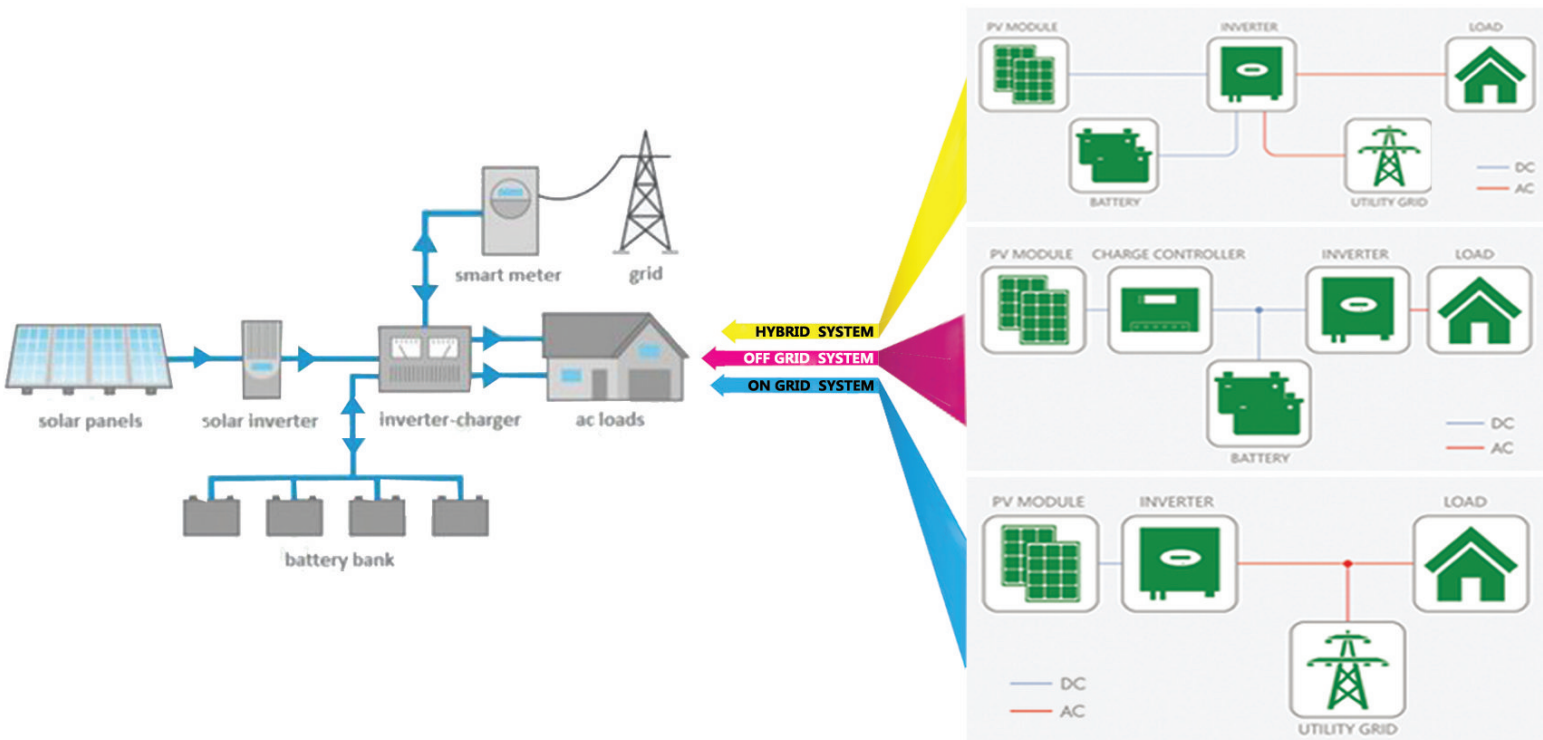 smart meter
grid
solar panels
solar inverter
inverter-charger
ac loads
battery bank
HYBRID SYSTEM
OFF GRID SYSTEM
ON GRID SYSTEM
PV MODULE
INVERTER
LOAD
BATTERY
UTILITY GRID
DC
AC
PV MODULE
CHARGE CONTROLLER
INVERTER
LOAD
BATTERY
DC
AC
PV MODULE
INVERTER
LOAD
DC
AC
UTILITY GRID